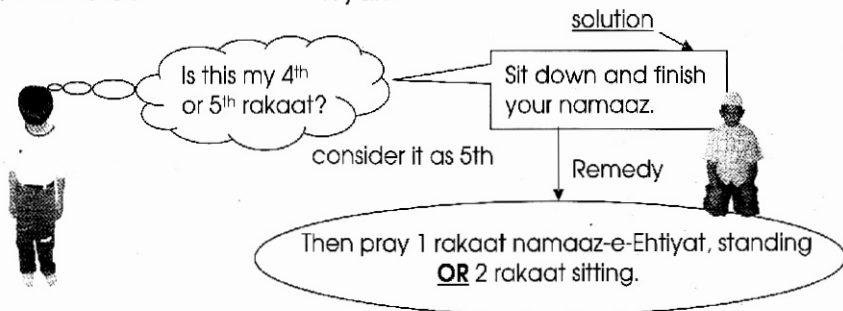 solution
Is this my 4th
or 5th rakaat?
Sit down and finish
your namaaz.
consider it as 5th
Remedy
Then pray 1 rakaat namaaz-e-Ehtiyat, standing
OR 2 rakaat sitting.